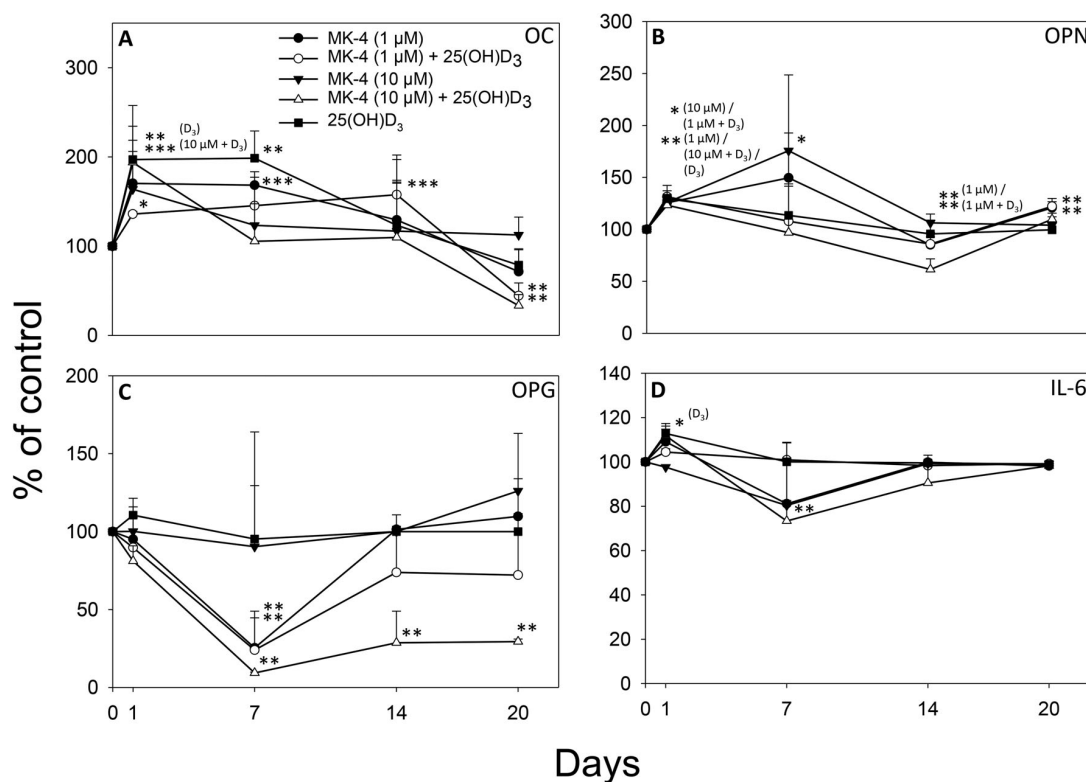 A
OC
MK-4 (1 µM)
MK-4 (1 µM) + 25(OH)D3
MK-4 (10 µM)
MK-4 (10 µM) + 25(OH)D3
25(OH)D3
300
200
100
0
** (D3)
*** (10 µM + D3)
*
**
***
***
**
**
B
OPN
300
250
200
150
100
50
0
* (10 µM) /
(1 µM + D3)
** (1 µM) /
(10 µM + D3) /
(D3)
*
** (1 µM) /
** (1 µM + D3)
**
**
% of control
C
OPG
200
150
100
50
0
**
**
**
**
**
0 1 7 14 20
D
IL-6
140
120
100
80
60
40
20
0
* (D3)
**
0 1 7 14 20
Days